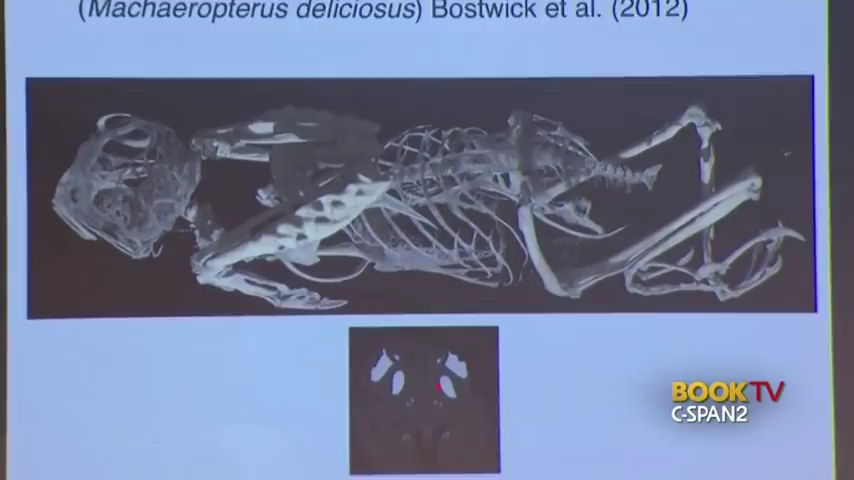 (Machaeropterus deliciosus) Bostwick et al. (2012)
BOOK TV
C-SPAN2